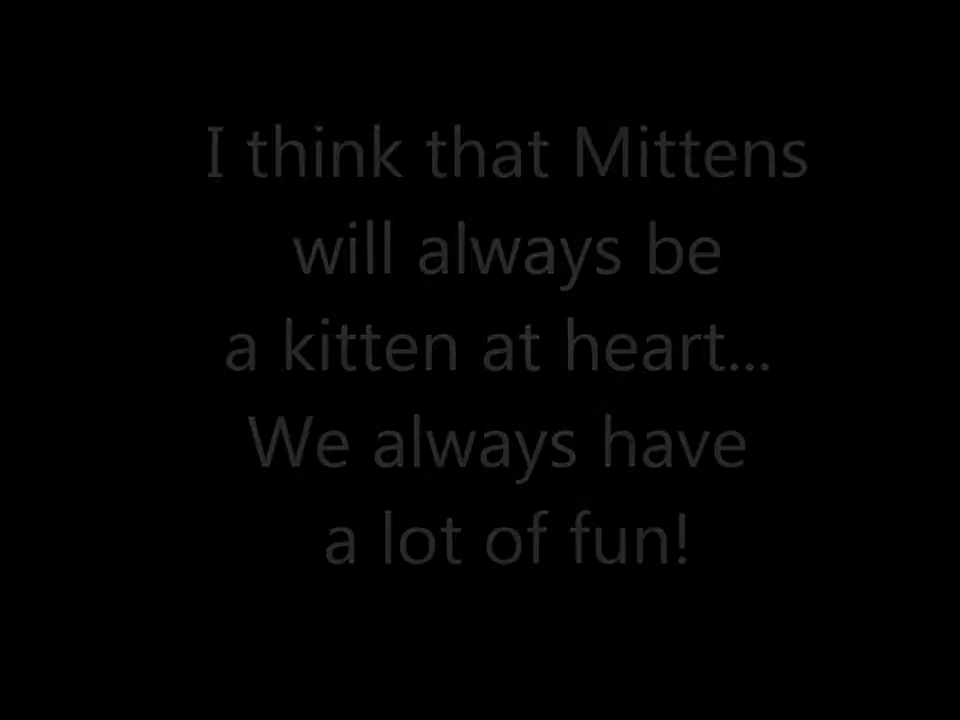 I think that Mittens
will always be
a kitten at heart...
We always have
a lot of fun!